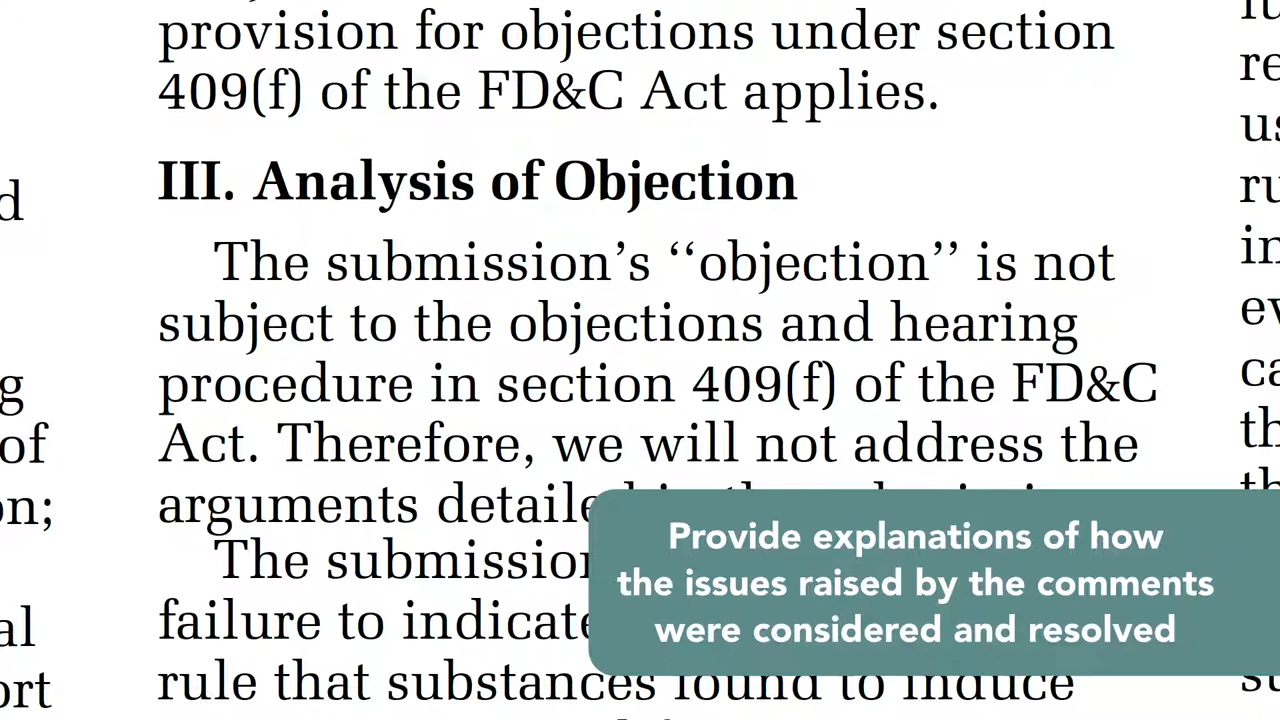 provision for objections under section
409(f) of the FD&C Act applies.
III. Analysis of Objection
The submission’s ‘‘objection’’ is not
subject to the objections and hearing
procedure in section 409(f) of the FD&C
Act. Therefore, we will not address the
arguments
The
failure to
rule that substances found to induce
of
Provide explanations of how
the issues raised by the comments
were considered and resolved